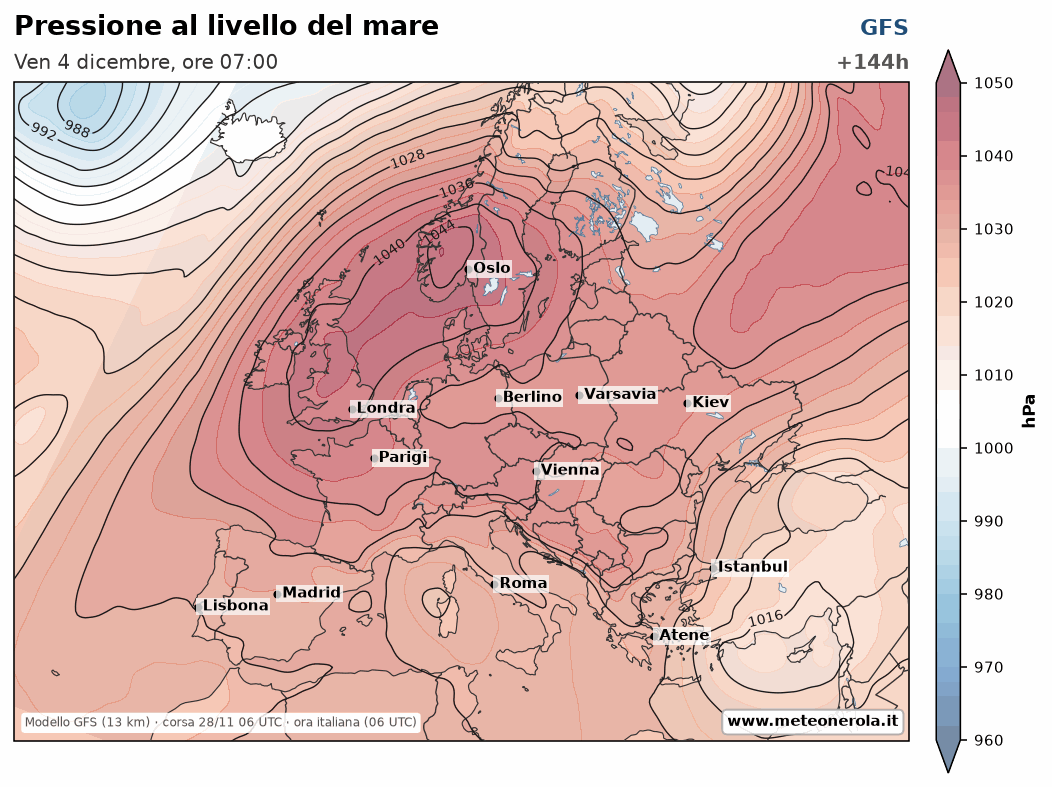 Pressione al livello del mare
GFS
Ven 4 dicembre, ore 07:00
+144h
992
988
1028
1036
1044
1040
104
Oslo
Londra
Berlino
Varsavia
Kiev
Parigi
Vienna
Istanbul
Roma
Madrid
Lisbona
Atene
1016
Modello GFS (13 km) · corsa 28/11 06 UTC · ora italiana (06 UTC)
www.meteonerola.it
1050
1040
1030
1020
1010
1000
990
980
970
960
hPa